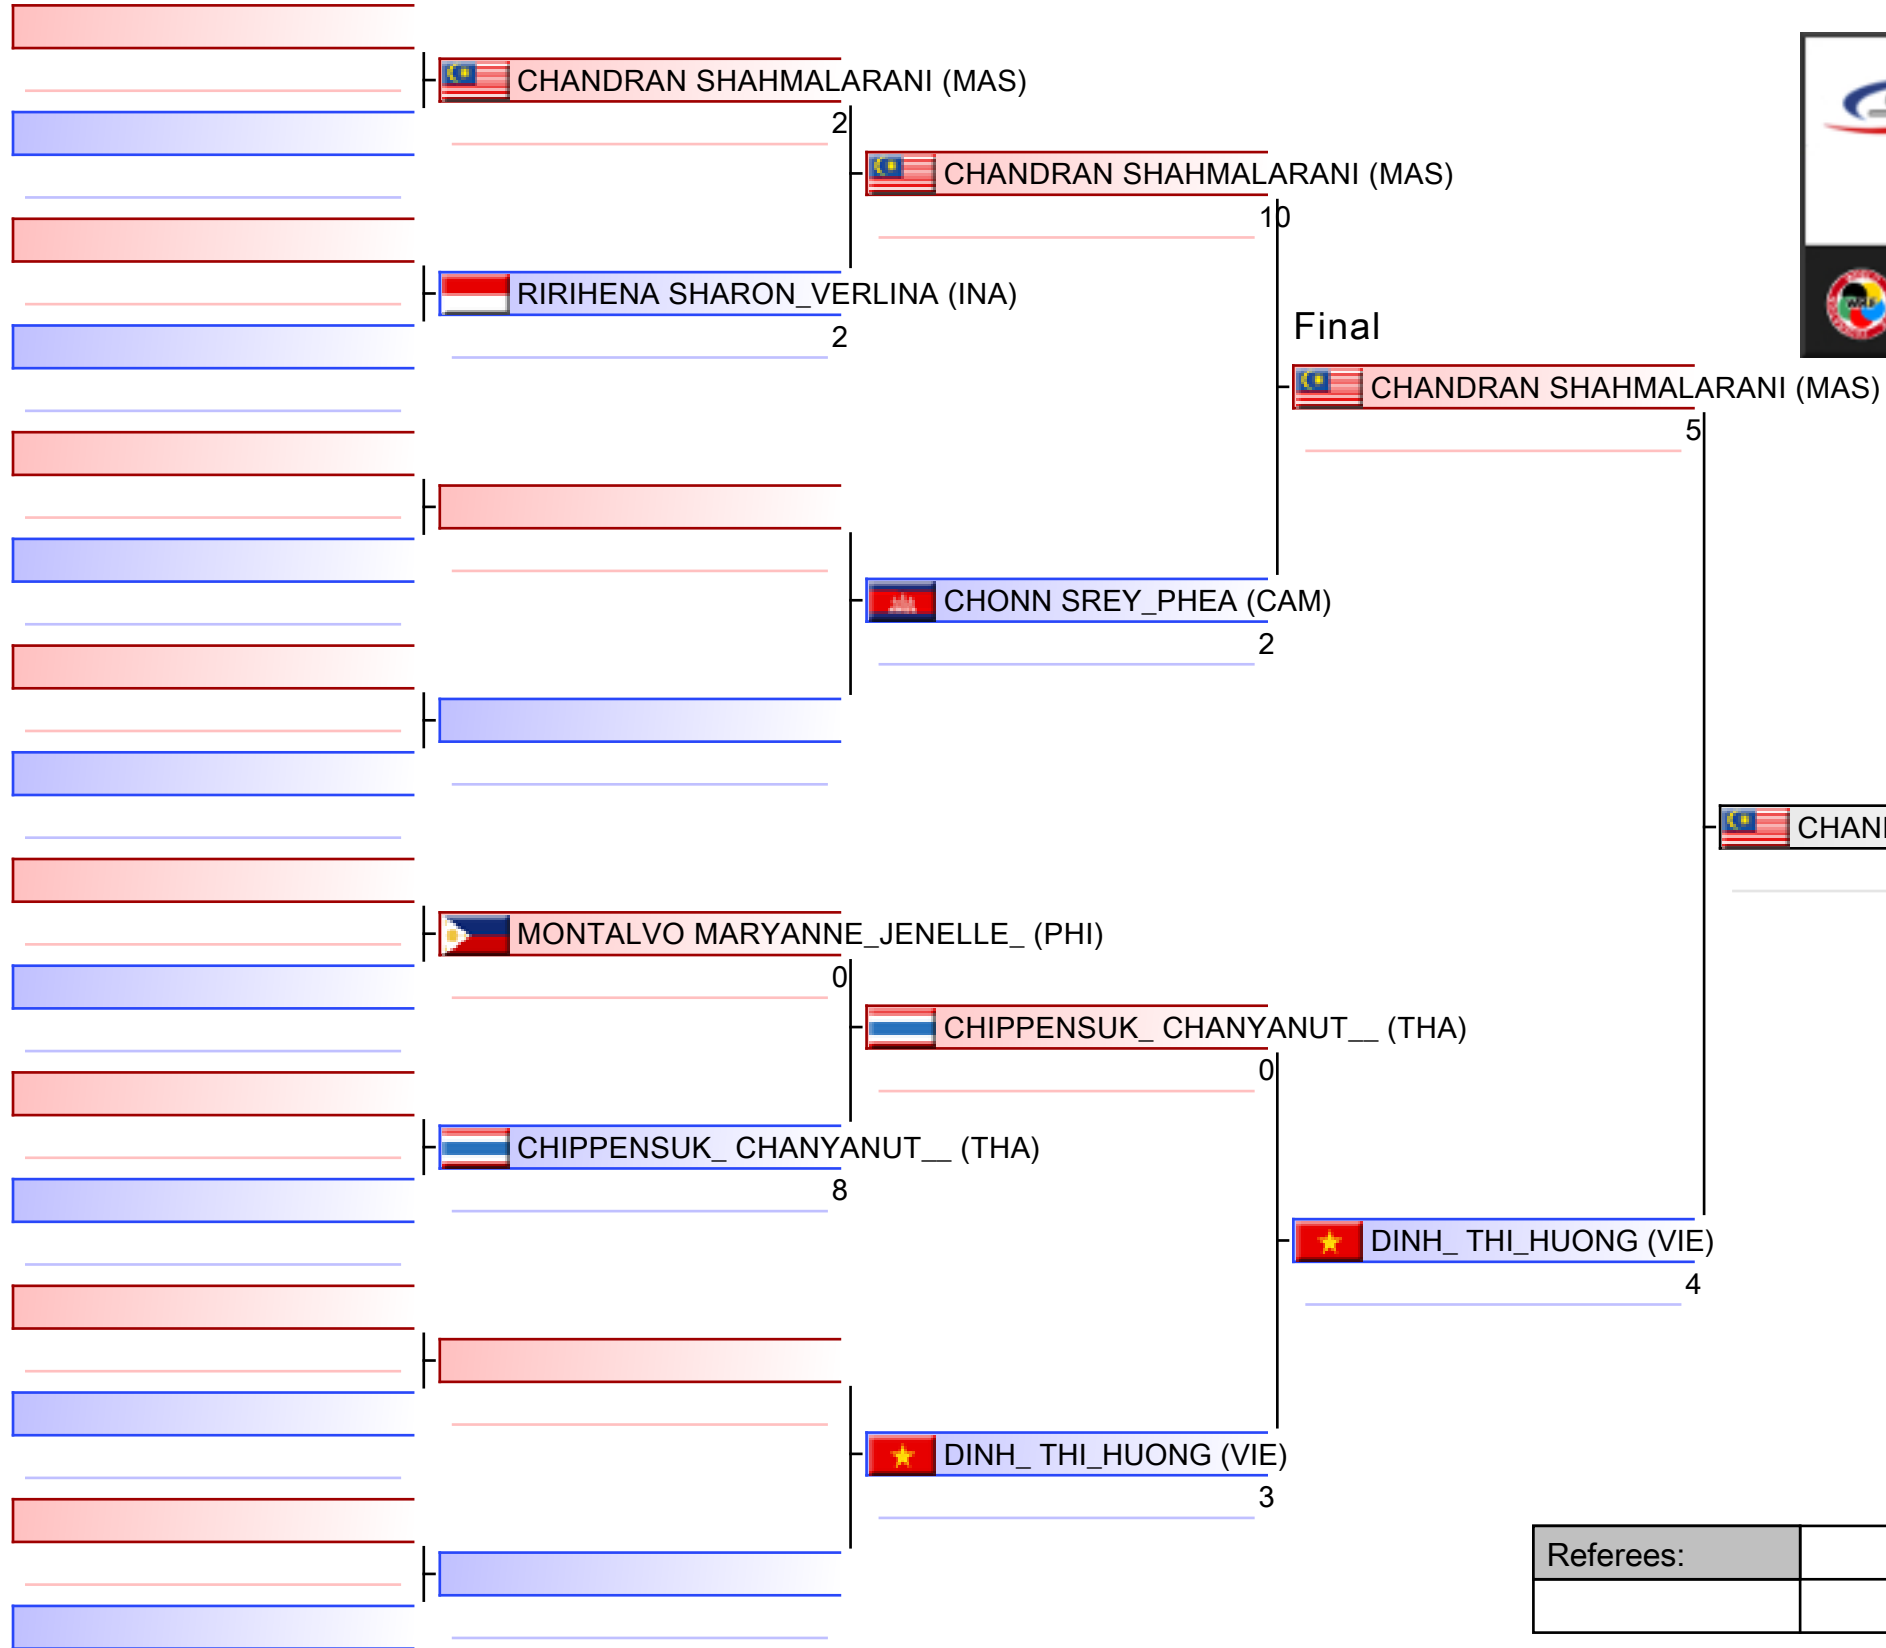 CHANDRAN SHAHMALARANI (MAS)
2
CHANDRAN SHAHMALARANI (MAS)
10
RIRIHENA SHARON_VERLINA (INA)
2
Final
CHANDRAN SHAHMALARANI (MAS)
5
CHONN SREY_PHEA (CAM)
2
CHAN
MONTALVO MARYANNE_JENELLE_ (PHI)
0
CHIPPENSUK_ CHANYANUT__ (THA)
0
CHIPPENSUK_ CHANYANUT__ (THA)
8
DINH_ THI_HUONG (VIE)
4
DINH_ THI_HUONG (VIE)
3
Referees: